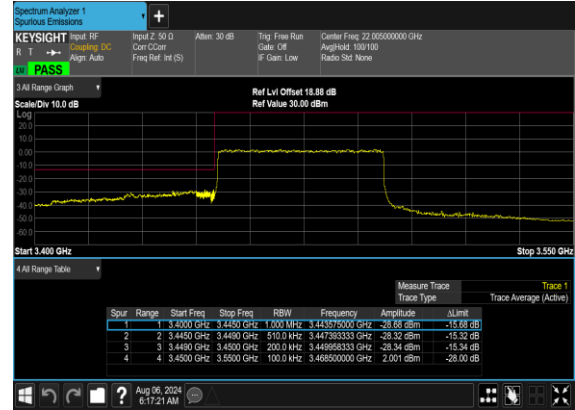 Spectrum Analyzer 1
Spurious Emissions
KEYSIGHT Input: RF Input Z: 50 Ω Atten: 30 dB Trig: Free Run Center Freq: 22.005000000 GHz
R T Coupling: DC Corr CCorr Gate: Off Avg|Hold: 100/100
Align: Auto Freq Ref: Int (S) IF Gain: Low Radio Std: None
PASS
3 All Range Graph
Ref Lvl Offset 18.88 dB
Scale/Div 10.0 dB Ref Value 30.00 dBm
Log
20.0
10.0
0.00
-10.0
-20.0
-30.0
-40.0
-50.0
-60.0
Start 3.400 GHz Stop 3.550 GHz
4 All Range Table
Measure Trace Trace 1
Trace Type Trace Average (Active)
Spur Range Start Freq Stop Freq RBW Frequency Amplitude ΔLimit
1 1 3.4000 GHz 3.4450 GHz 1.000 MHz 3.443575000 GHz -28.68 dBm -15.68 dB
2 2 3.4450 GHz 3.4490 GHz 510.0 kHz 3.447393333 GHz -28.32 dBm -15.32 dB
3 3 3.4490 GHz 3.4500 GHz 200.0 kHz 3.449958333 GHz -28.34 dBm -15.34 dB
4 4 3.4500 GHz 3.5500 GHz 100.0 kHz 3.468500000 GHz 2.001 dBm -28.00 dB
? Aug 06, 2024
6:17:21 AM